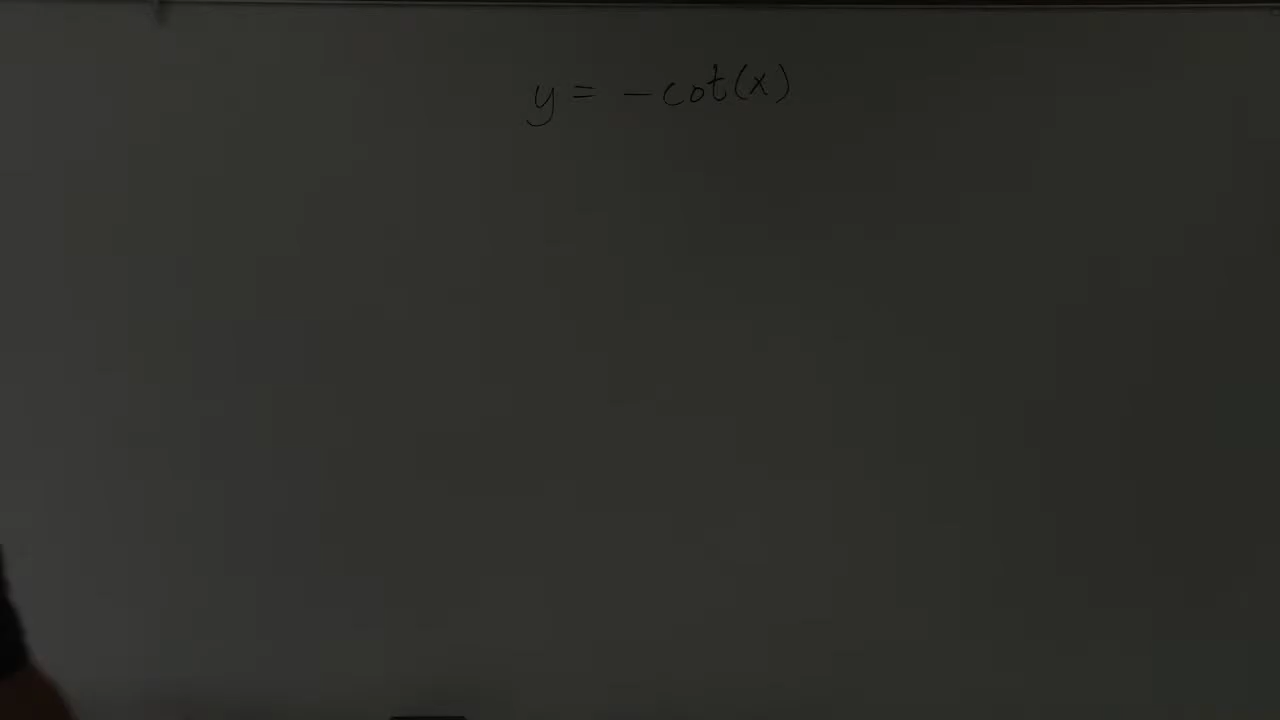 y = -cot(x)